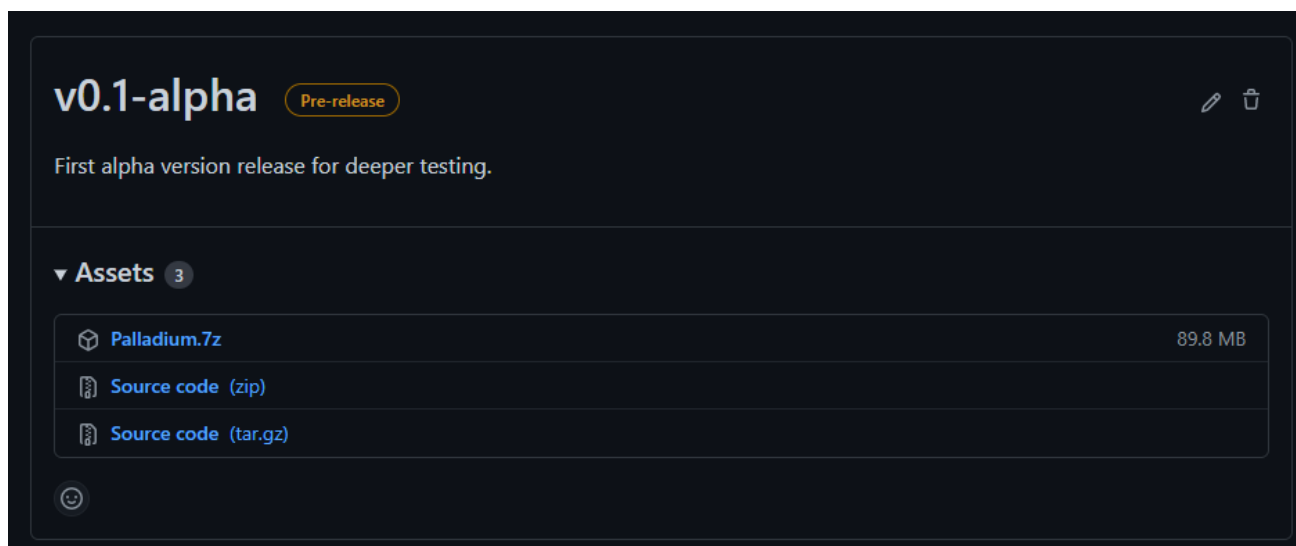 v0.1-alpha Pre-release
First alpha version release for deeper testing.
Assets 3
Palladium.7z 89.8 MB
Source code (zip)
Source code (tar.gz)